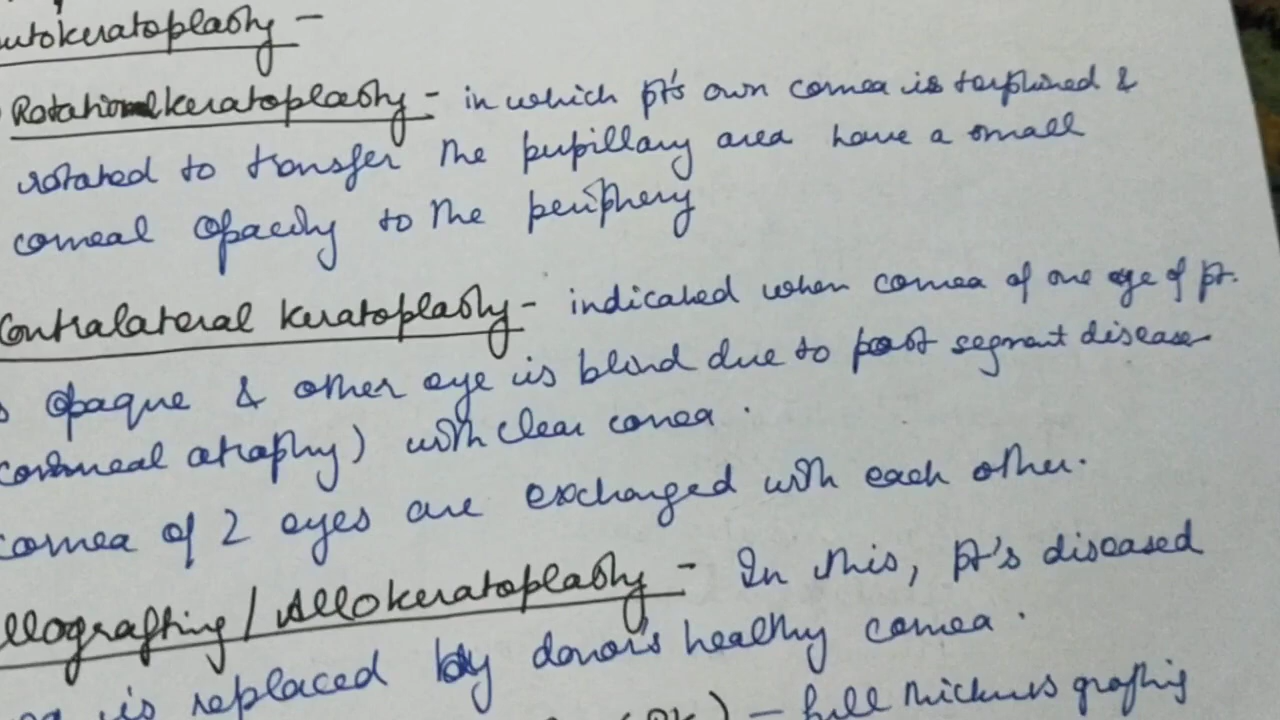 utokeratoplasty -
Rotational keratoplasty - in which pt's own cornea is terphined &
rotated to transfer the pupillary area have a small
corneal opacity to the periphery
Contralateral keratoplasty - indicated when cornea of one eye of pt.
s opaque & other eye is blind due to post segment disease
corneal atrophy) with clear cornea.
cornea of 2 eyes are exchanged with each other.
llografting / Allokeratoplasty - In this, pt's diseased
is replaced by donor's healthy cornea.
(PK) - full thickness grafting